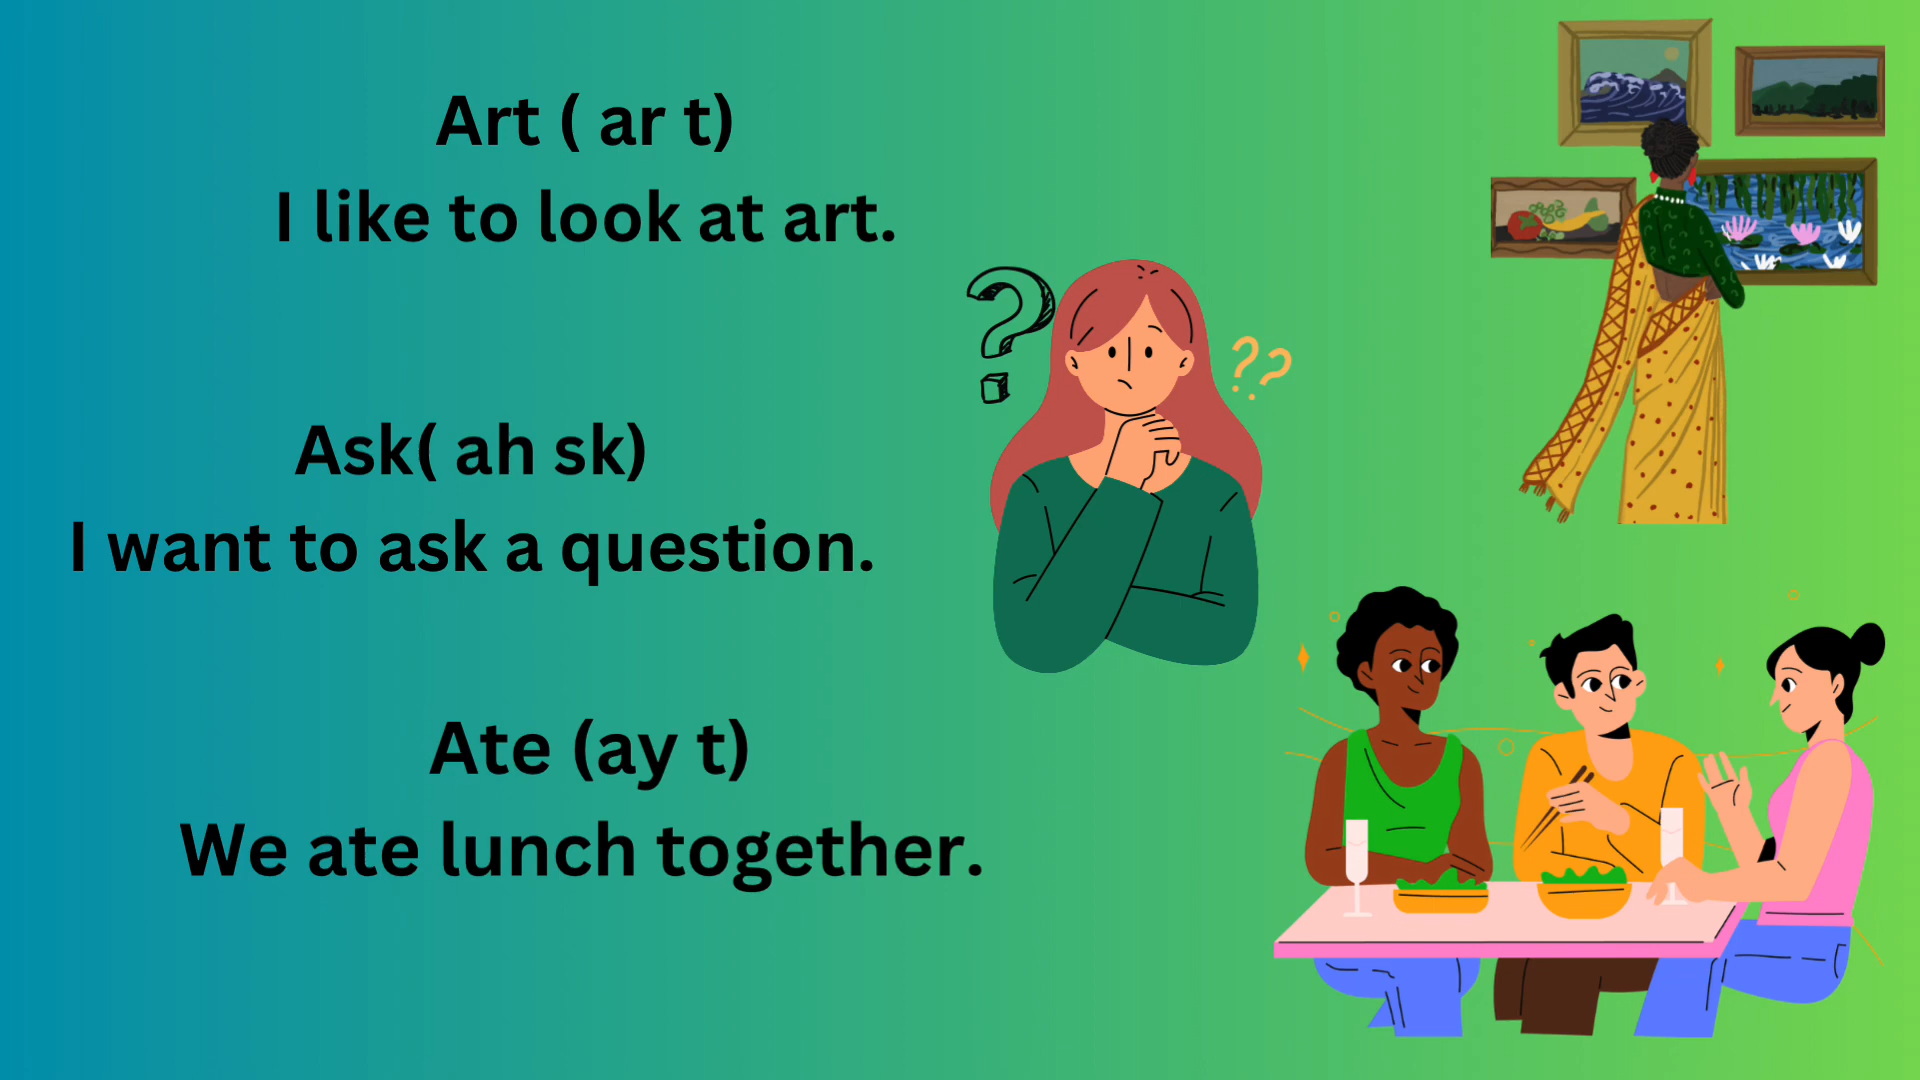 Art ( ar t)
I like to look at art.
Ask( ah sk)
I want to ask a question.
Ate (ay t)
We ate lunch together.
?
??